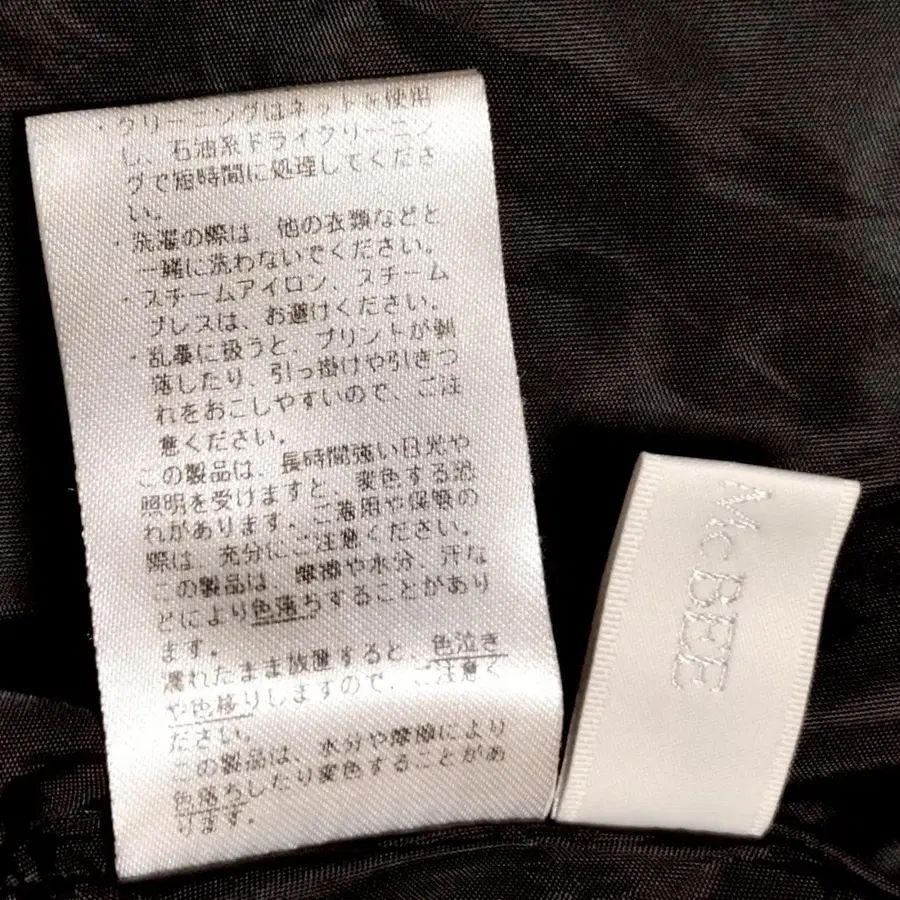 ・クリーニングはネットを使用
し、石油系ドライクリーニン
グで短時間に処理してくださ
い。
・洗濯の際は 他の衣類などと
一緒に洗わないでください。
・スチームアイロン、スチーム
プレスは、お避けください。
・乱暴に扱うと、プリントが剥
落したり、引っ掛けや引きつ
れをおこしやすいので、ご注
意ください。
この製品は、長時間強い日光や
照明を受けますと、変色する恐
れがあります。ご着用や保管の
際は、充分にご注意ください。
この製品は、摩擦や水分、汗な
どにより色落ちすることがあり
ます。
濡れたまま放置すると、色泣き
や色移りしますので、ご注意く
ださい。
この製品は、水分や摩擦により
色落ちしたり変色することがあ
ります。
McBEE